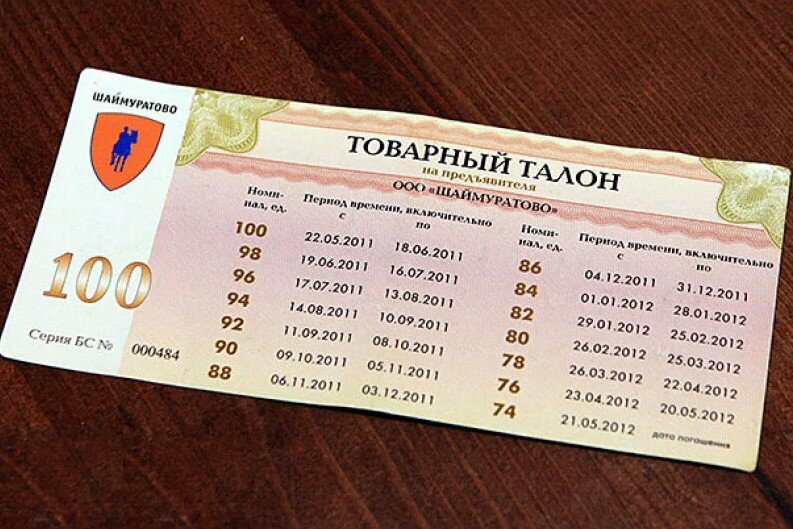 ШАЙМУРАТОВО
ТОВАРНЫЙ ТАЛОН
на предъявителя
ООО «ШАЙМУРАТОВО»
100
Серия БС № 000484
Номи-
нал, ед.
Период времени, включительно
с по
100 22.05.2011 18.06.2011
98 19.06.2011 16.07.2011
96 17.07.2011 13.08.2011
94 14.08.2011 10.09.2011
92 11.09.2011 08.10.2011
90 09.10.2011 05.11.2011
88 06.11.2011 03.12.2011
Номи-
нал, ед.
Период времени, включительно
с по
86 04.12.2011 31.12.2011
84 01.01.2012 28.01.2012
82 29.01.2012 25.02.2012
80 26.02.2012 25.03.2012
78 26.03.2012 22.04.2012
76 23.04.2012 20.05.2012
74 21.05.2012 дата погашения